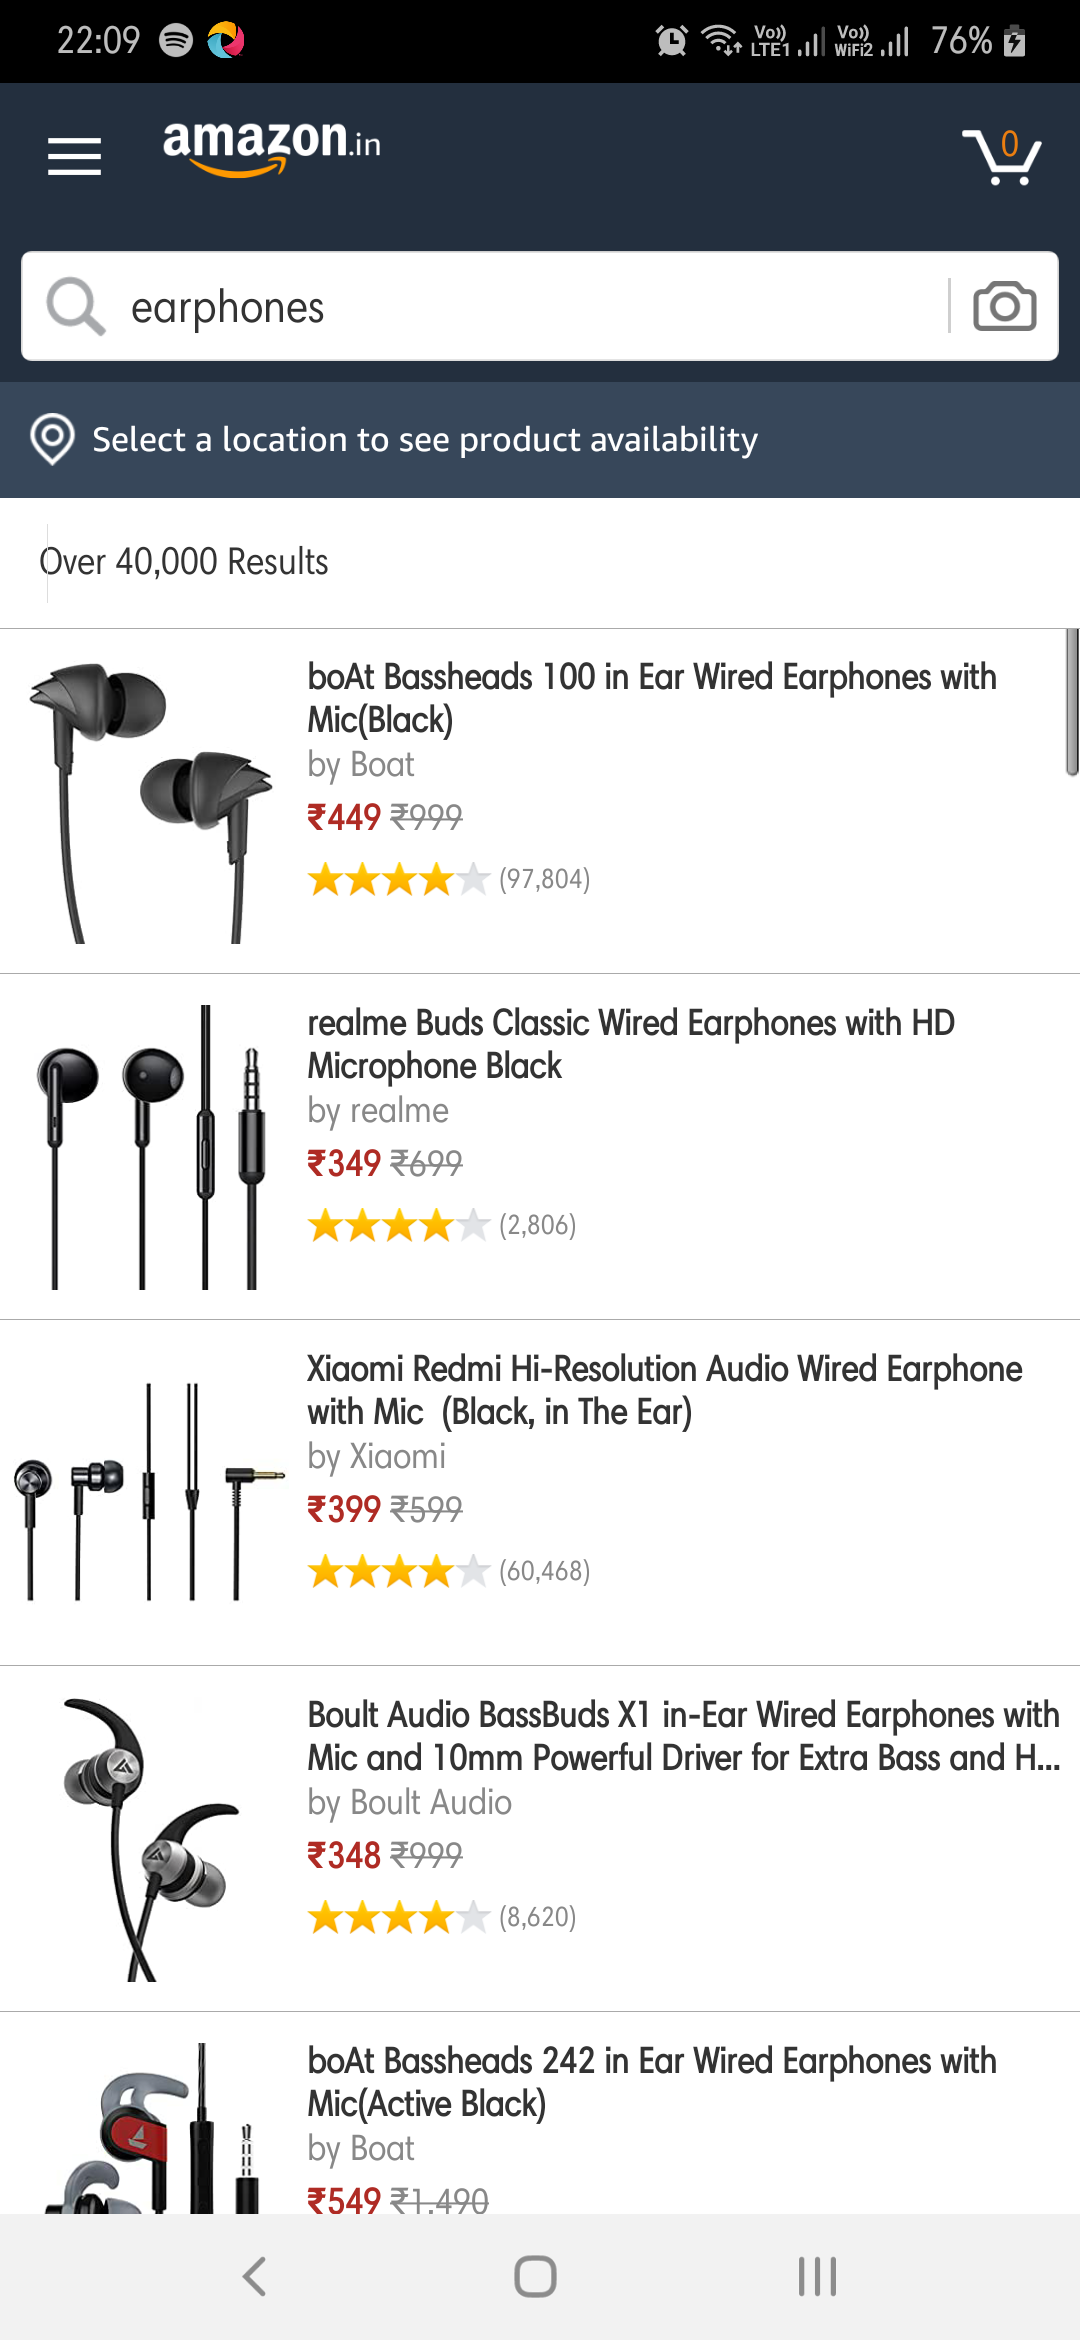 22:09 Vo)) LTE1 Vo)) WiFi2 76%
amazon.in 0
earphones
Select a location to see product availability
Over 40,000 Results
boAt Bassheads 100 in Ear Wired Earphones with
Mic(Black)
by Boat
₹449 ₹999
(97,804)
realme Buds Classic Wired Earphones with HD
Microphone Black
by realme
₹349 ₹699
(2,806)
Xiaomi Redmi Hi-Resolution Audio Wired Earphone
with Mic  (Black, in The Ear)
by Xiaomi
₹399 ₹599
(60,468)
Boult Audio BassBuds X1 in-Ear Wired Earphones with
Mic and 10mm Powerful Driver for Extra Bass and H...
by Boult Audio
₹348 ₹999
(8,620)
boAt Bassheads 242 in Ear Wired Earphones with
Mic(Active Black)
by Boat
₹549 ₹1,490